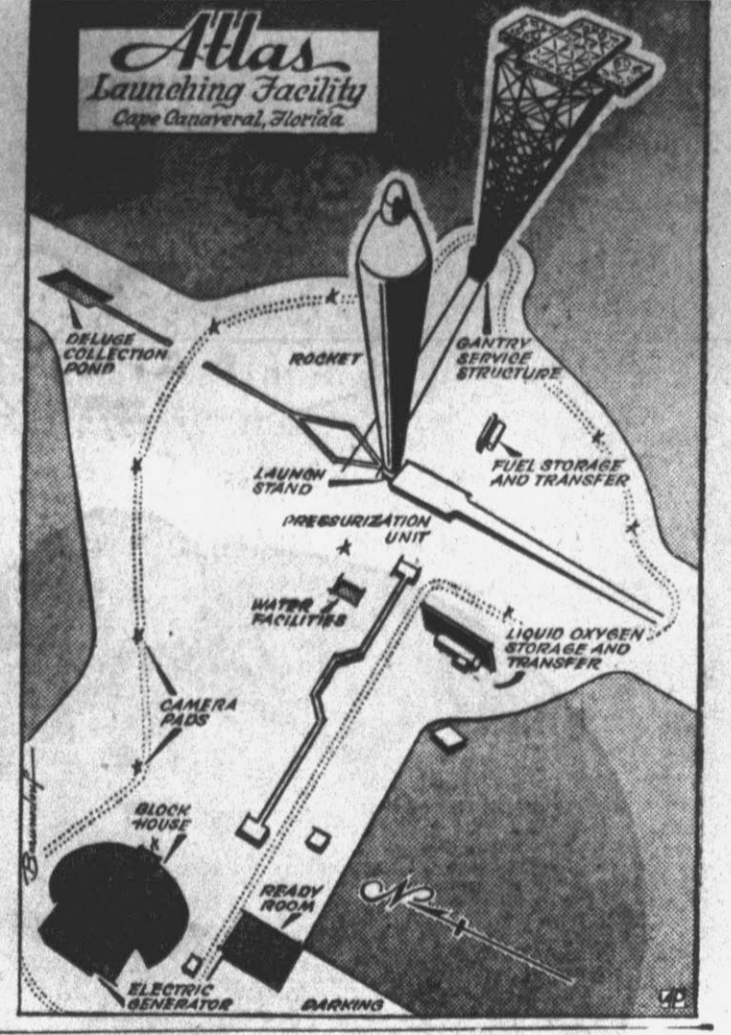 Atlas
Launching Facility
Cape Canaveral, Florida
DELUGE
COLLECTION
POND
ROCKET
GANTRY
SERVICE
STRUCTURE
LAUNCH
STAND
FUEL STORAGE
AND TRANSFER
PRESSURIZATION
UNIT
WATER
FACILITIES
LIQUID OXYGEN
STORAGE AND
TRANSFER
CAMERA
PADS
BLOCK
HOUSE
READY
ROOM
N
ELECTRIC
GENERATOR
PARKING
AP